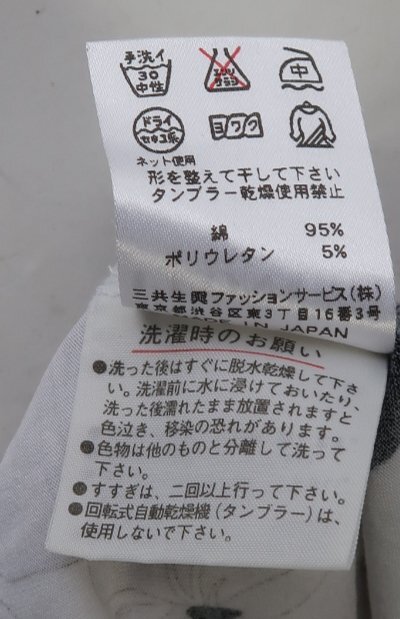 手洗イ
30
中性
エンソ
サラシ
中
ドライ
セキユ系
ヨワク
ネット使用
形を整えて干して下さい
タンブラー乾燥使用禁止
綿 95%
ポリウレタン 5%
三共生興ファッションサービス(株)
東京都渋谷区東3丁目16番3号
IN JAPAN
洗濯時のお願い
●洗った後はすぐに脱水乾燥して下さ
い。洗濯前に水に浸けておいたり、
洗った後濡れたまま放置されますと
色泣き、移染の恐れがあります。
●色物は他のものと分離して洗って
下さい。
●すすぎは、二回以上行って下さい。
●回転式自動乾燥機(タンブラー)は、
使用しないで下さい。